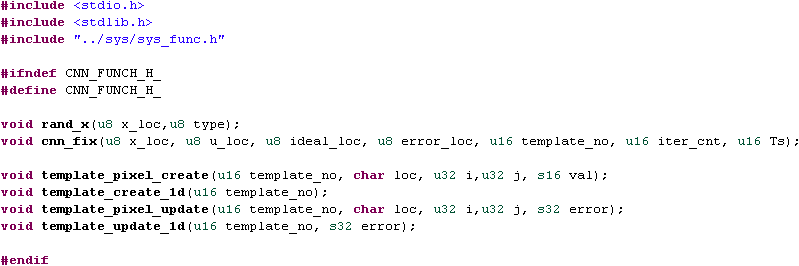 #include <stdio.h>
#include <stdlib.h>
#include "../sys/sys_func.h"
#ifndef CNN_FUNCH_H_
#define CNN_FUNCH_H_
void rand_x(u8 x_loc,u8 type);
void cnn_fix(u8 x_loc, u8 u_loc, u8 ideal_loc, u8 error_loc, u16 template_no, u16 iter_cnt, u16 Ts);
void template_pixel_create(u16 template_no, char loc, u32 i,u32 j, s16 val);
void template_create_1d(u16 template_no);
void template_pixel_update(u16 template_no, char loc, u32 i,u32 j, s32 error);
void template_update_1d(u16 template_no, s32 error);
#endif